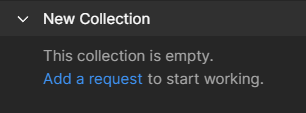 New Collection
This collection is empty.
Add a request to start working.